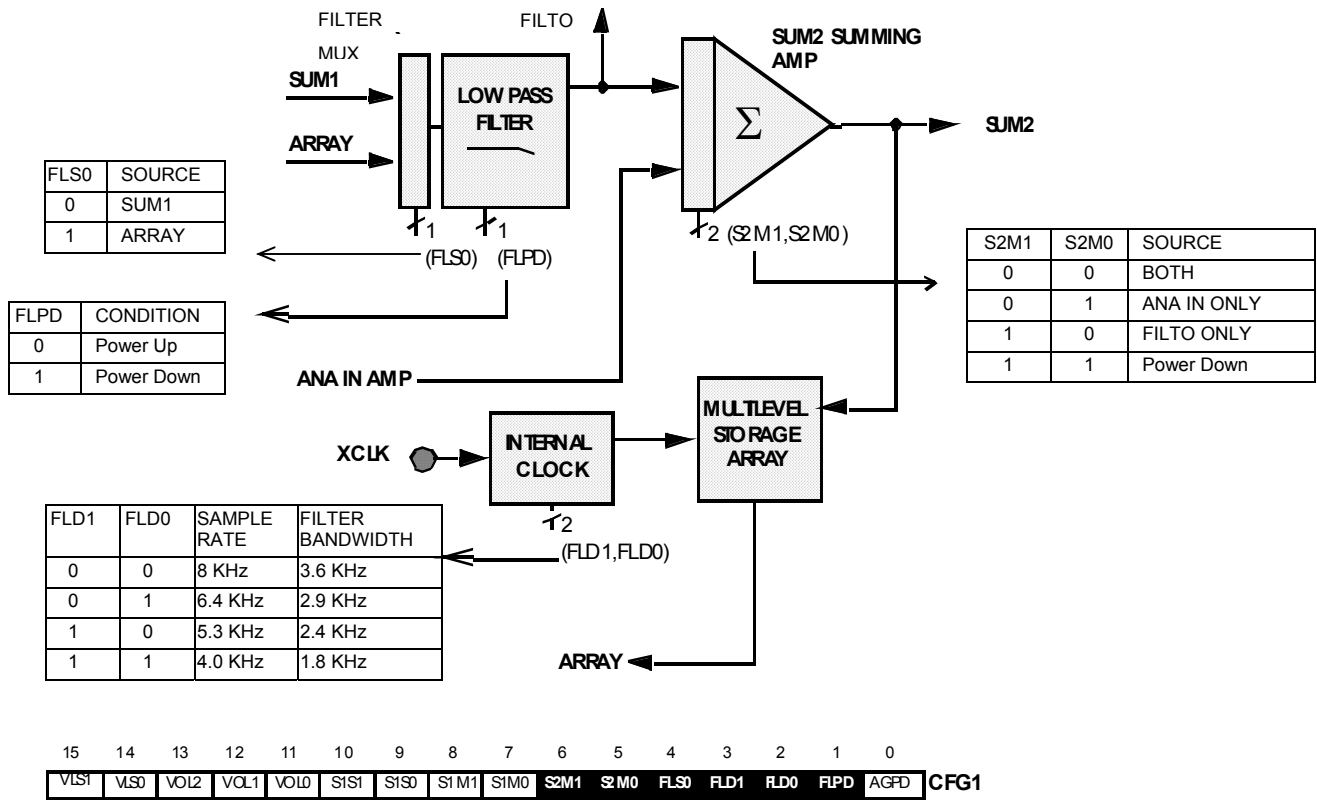 FILTER
MUX
FILTO
SUM2 SUMMING
AMP
SUM1
ARRAY
LOW PASS
FILTER
Σ
SUM2
FLS0 SOURCE
0 SUM1
1 ARRAY
1
(FLS0)
1
(FLPD)
2 (S2M1,S2M0)
S2M1 S2M0 SOURCE
0 0 BOTH
0 1 ANA IN ONLY
1 0 FILTO ONLY
1 1 Power Down
FLPD CONDITION
0 Power Up
1 Power Down
ANA IN AMP
XCLK
INTERNAL
CLOCK
MULTILEVEL
STORAGE
ARRAY
2
(FLD1,FLD0)
FLD1 FLD0 SAMPLE RATE FILTER BANDWIDTH
0 0 8 KHz 3.6 KHz
0 1 6.4 KHz 2.9 KHz
1 0 5.3 KHz 2.4 KHz
1 1 4.0 KHz 1.8 KHz
ARRAY
15 14 13 12 11 10 9 8 7 6 5 4 3 2 1 0
VLS1 VLS0 VOL2 VOL1 VOL0 S1S1 S1S0 S1M1 S1M0 S2M1 S2M0 FLS0 FLD1 FLD0 FLPD AGPD CFG1